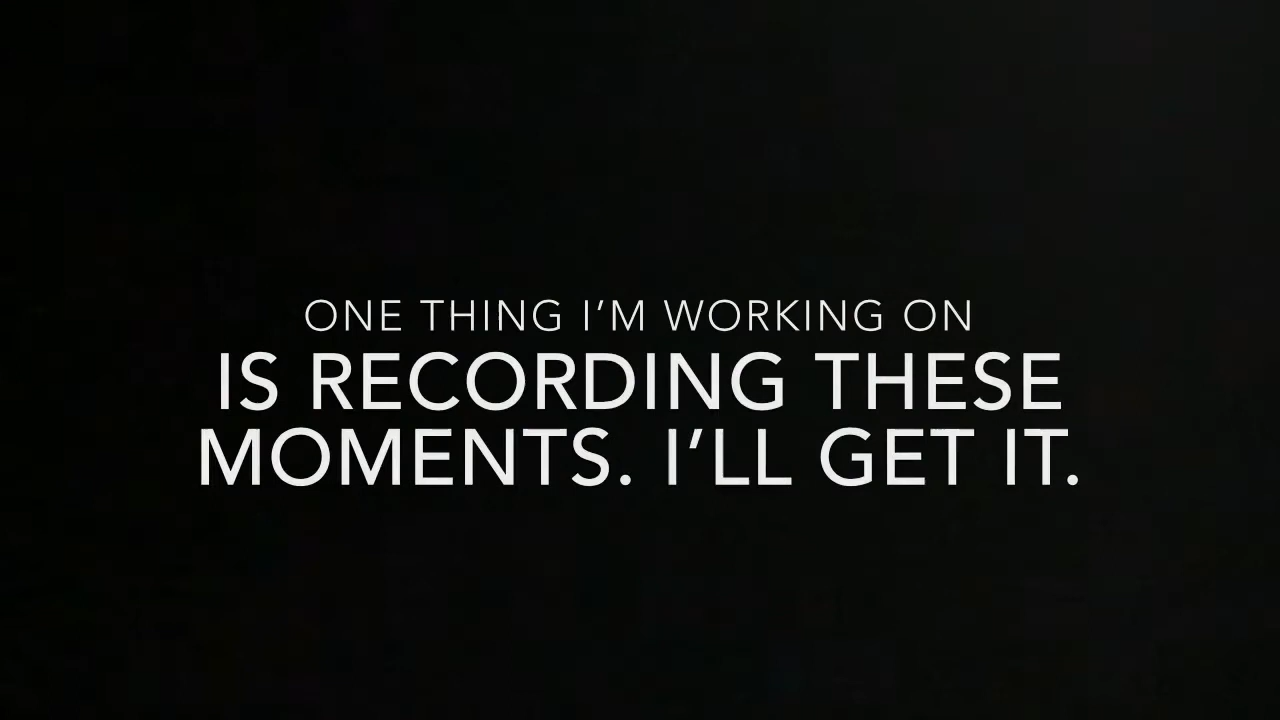 ONE THING I’M WORKING ON
IS RECORDING THESE
MOMENTS. I’LL GET IT.